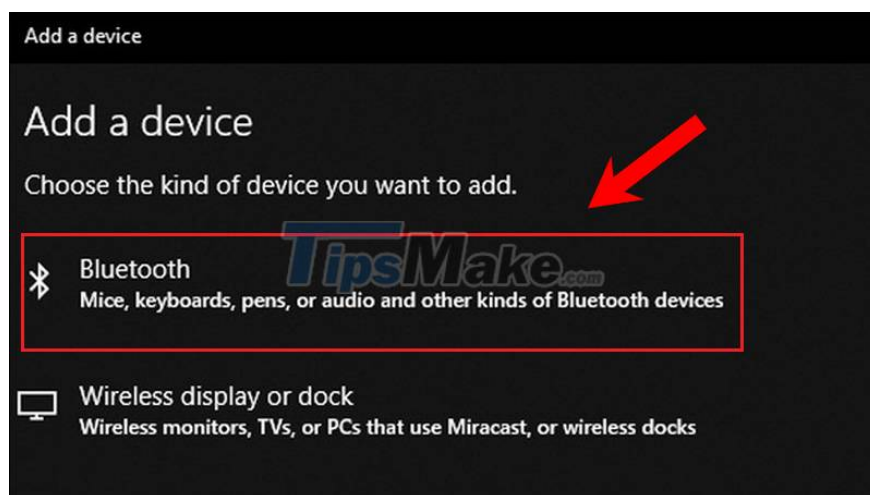 Add a device
Add a device
Choose the kind of device you want to add.
TipsMake.com
Bluetooth
Mice, keyboards, pens, or audio and other kinds of Bluetooth devices
Wireless display or dock
Wireless monitors, TVs, or PCs that use Miracast, or wireless docks